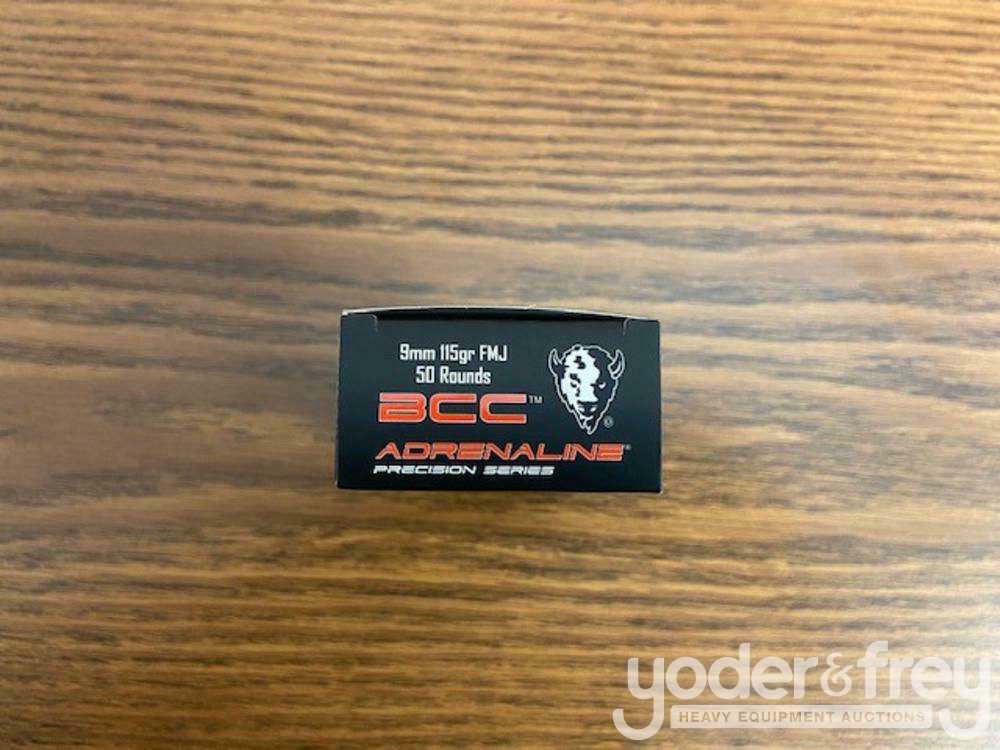 9mm 115gr FMJ
50 Rounds
BCC™
ADRENALINE®
PRECISION SERIES
yoder&frey
HEAVY EQUIPMENT AUCTIONS